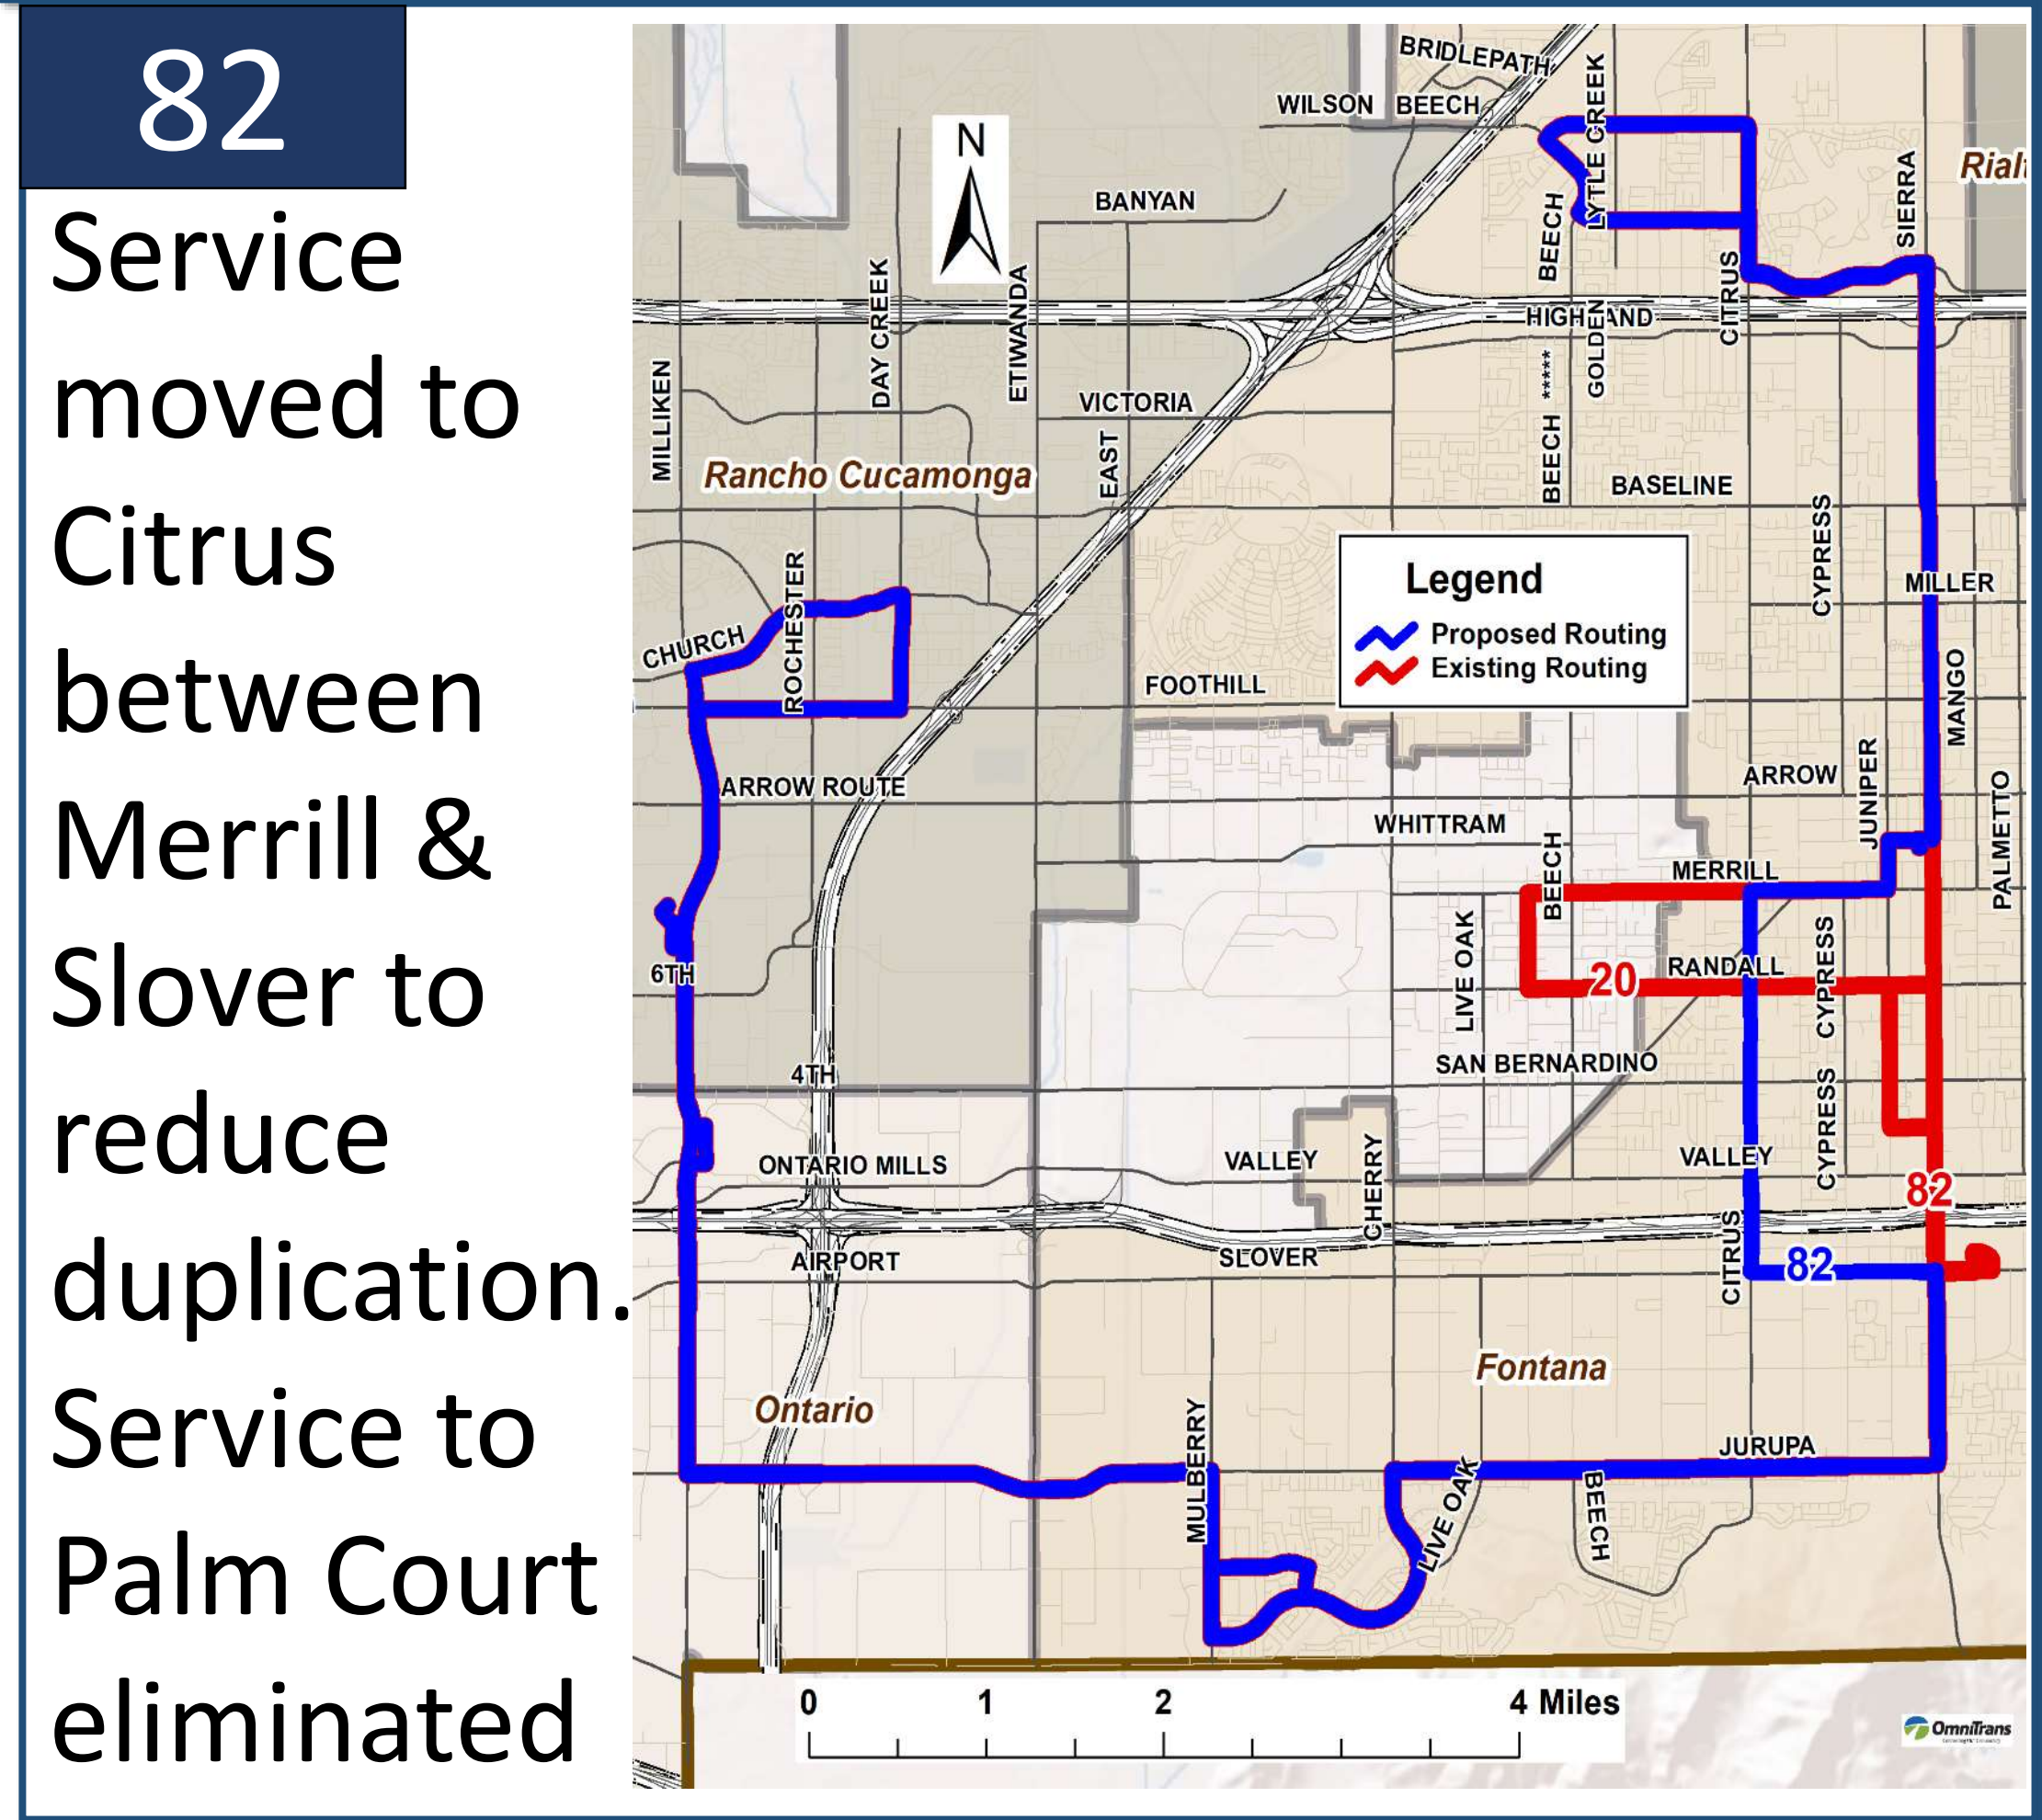 82
Service
moved to
Citrus
between
Merrill &
Slover to
reduce
duplication.
Service to
Palm Court
eliminated
BRIDLEPATH
WILSON
BEECH
LYTLE CREEK
N
BANYAN
BEECH
SIERRA
Rialt
DAY CREEK
ETIWANDA
CITRUS
HIGHLAND
GOLDEN
MILLIKEN
VICTORIA
BEECH *****
EAST
Rancho Cucamonga
BASELINE
CYPRESS
Legend
Proposed Routing
Existing Routing
MILLER
ROCHESTER
CHURCH
FOOTHILL
MANGO
ARROW ROUTE
ARROW
JUNIPER
PALMETTO
WHITTRAM
BEECH
MERRILL
LIVE OAK
6TH
20
RANDALL
CYPRESS
SAN BERNARDINO
4TH
CYPRESS
ONTARIO MILLS
VALLEY
CHERRY
VALLEY
82
AIRPORT
SLOVER
CITRUS
82
Ontario
Fontana
MULBERRY
JURUPA
LIVE OAK
BEECH
0 1 2 4 Miles
OmniTrans